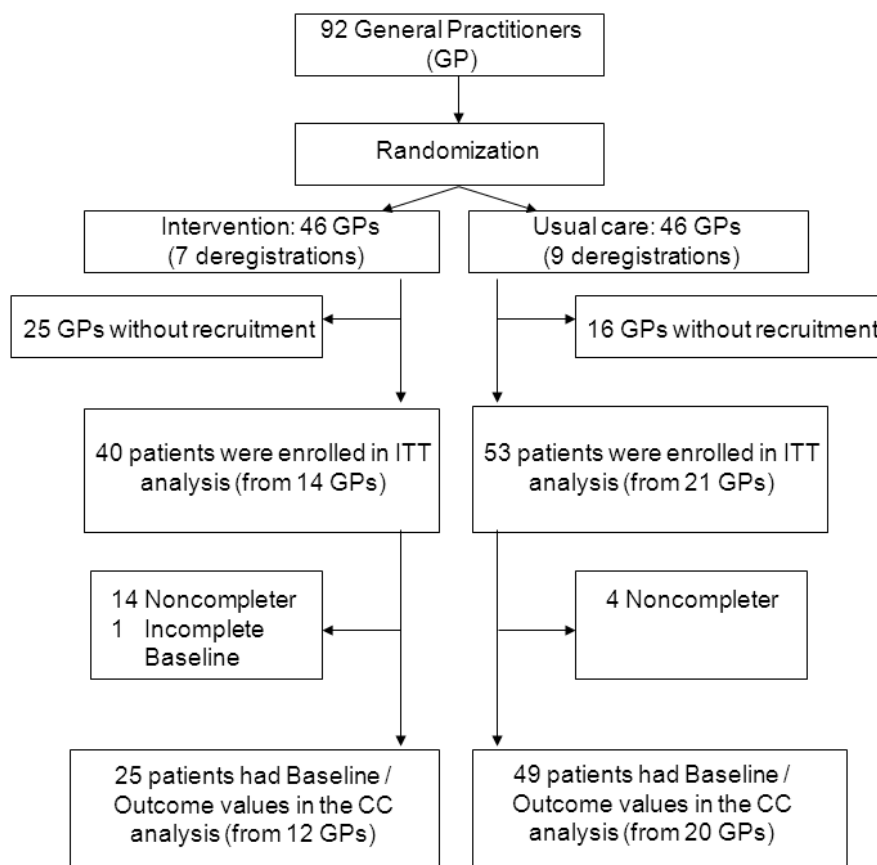 92 General Practitioners
(GP)
Randomization
Intervention: 46 GPs
(7 deregistrations)
Usual care: 46 GPs
(9 deregistrations)
25 GPs without recruitment
16 GPs without recruitment
40 patients were enrolled in ITT
analysis (from 14 GPs)
53 patients were enrolled in ITT
analysis (from 21 GPs)
14 Noncompleter
1 Incomplete
Baseline
4 Noncompleter
25 patients had Baseline /
Outcome values in the CC
analysis (from 12 GPs)
49 patients had Baseline /
Outcome values in the CC
analysis (from 20 GPs)